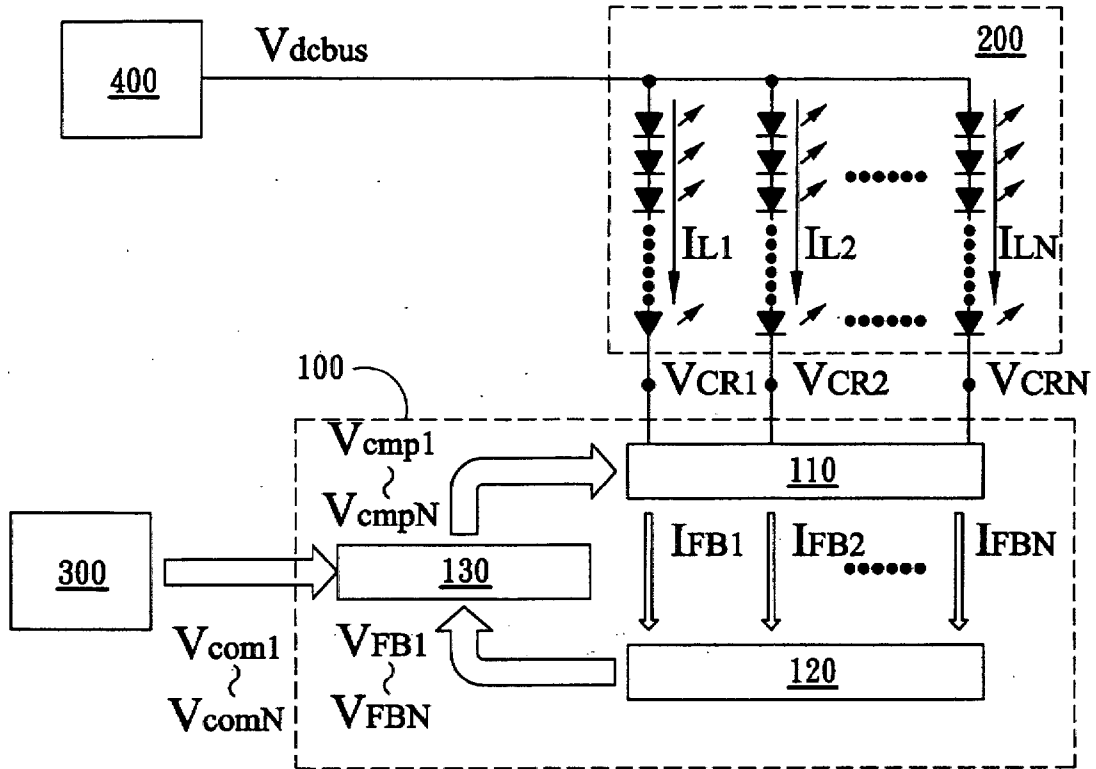 400
Vdcbus
200
IL1
IL2
ILN
VCR1
VCR2
VCRN
100
Vcmp1
~
VcmpN
110
300
130
IFB1
IFB2
IFBN
Vcom1
~
VcomN
VFB1
~
VFBN
120